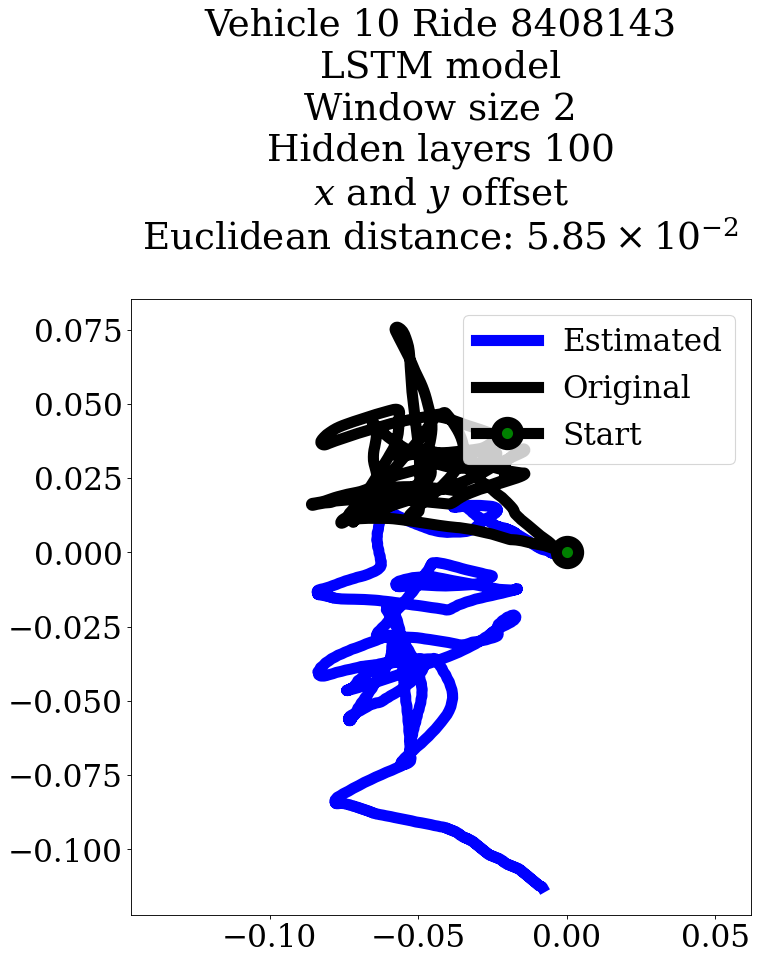 Vehicle 10 Ride 8408143
LSTM model
Window size 2
Hidden layers 100
x and y offset
Euclidean distance: 5.85 × 10⁻²
Estimated
Original
Start
0.075
0.050
0.025
0.000
−0.025
−0.050
−0.075
−0.100
−0.10 −0.05 0.00 0.05